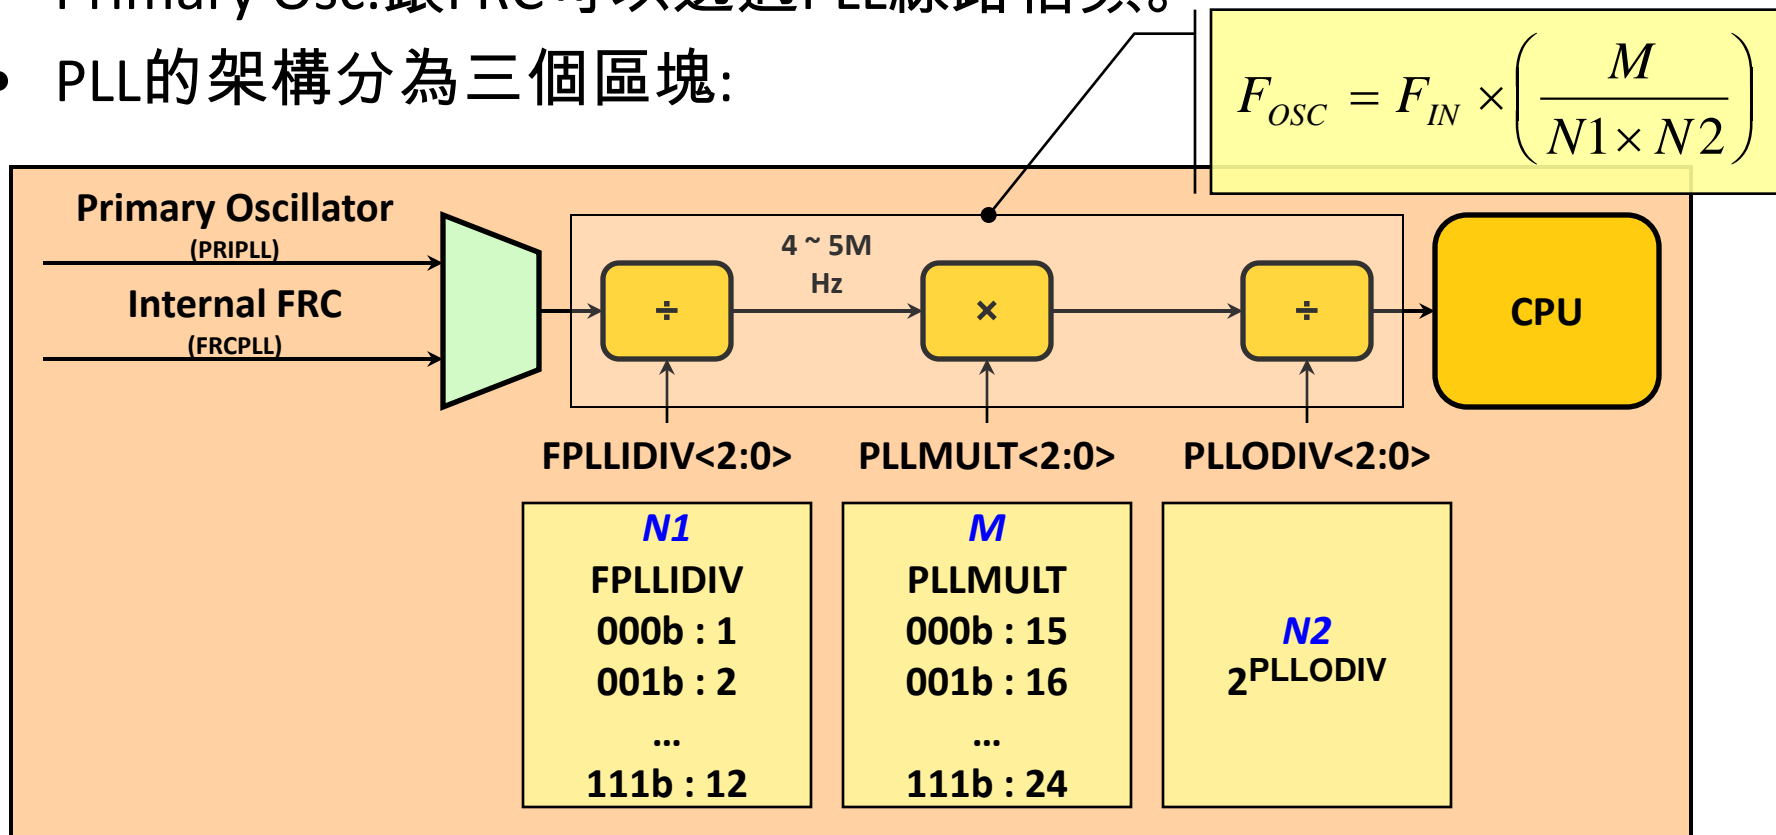 PLL的架構分為三個區塊:
F_OSC = F_IN × ( M / N1 × N2 )
Primary Oscillator
(PRIPLL)
Internal FRC
(FRCPLL)
÷
4 ~ 5M
Hz
×
÷
CPU
FPLLIDIV<2:0>
PLLMULT<2:0>
PLLODIV<2:0>
N1
FPLLIDIV
000b : 1
001b : 2
...
111b : 12
M
PLLMULT
000b : 15
001b : 16
...
111b : 24
N2
2^PLLODIV